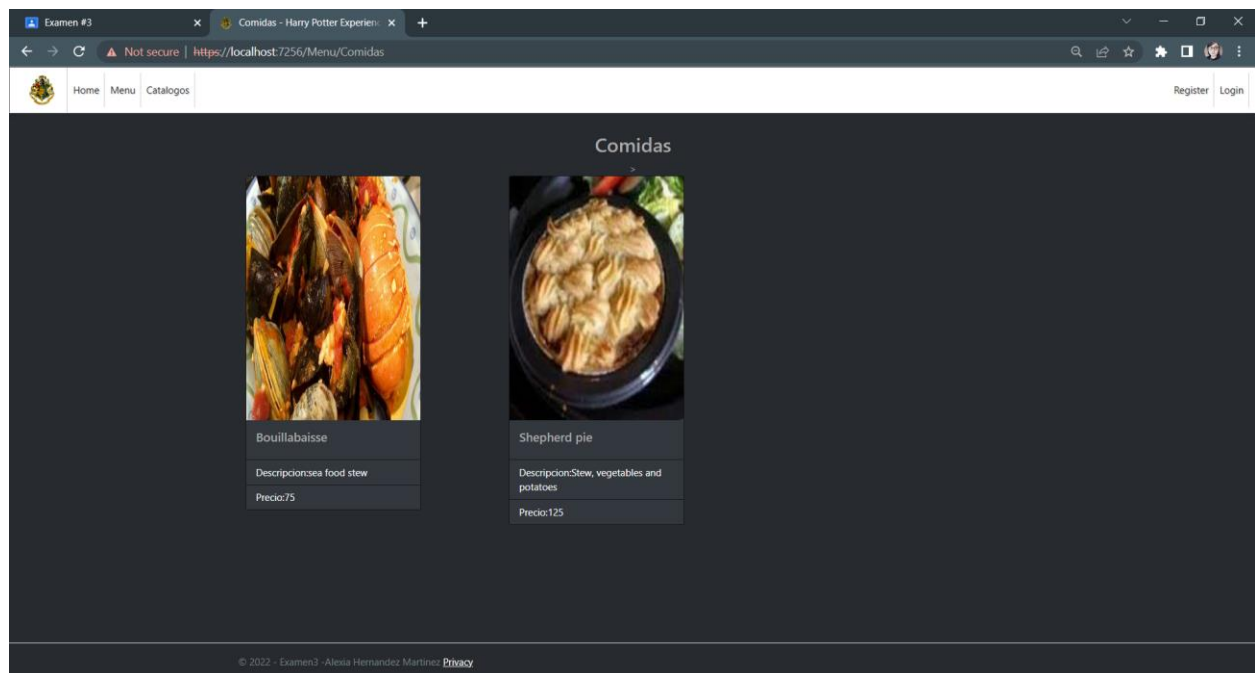 Examen #3
Comidas - Harry Potter Experienc
Not secure | https://localhost:7256/Menu/Comidas
Home Menu Catalogos Register Login
Comidas
>
Bouillabaisse
Descripcion:sea food stew
Precio:75
Shepherd pie
Descripcion:Stew, vegetables and
potatoes
Precio:125
© 2022 - Examen3 -Alexia Hernandez Martinez Privacy